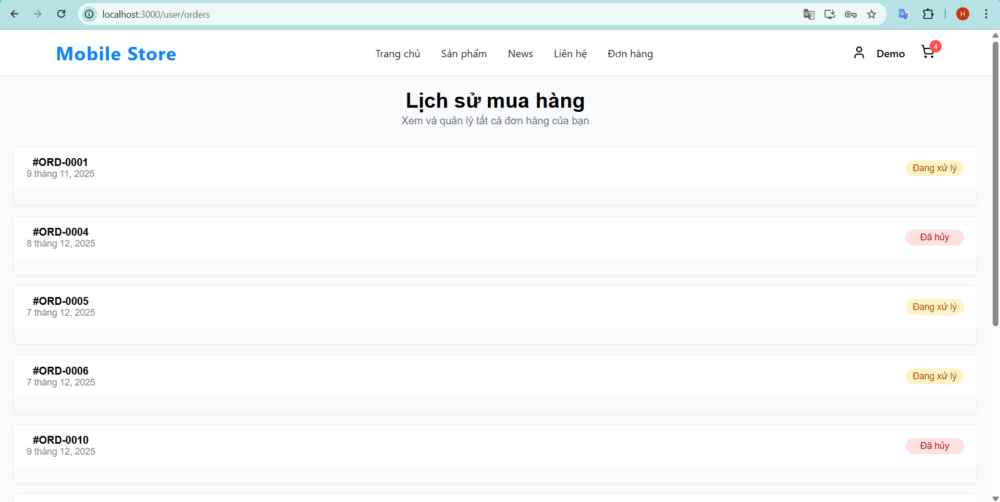 localhost:3000/user/orders
H
Mobile Store
Trang chủ
Sản phẩm
News
Liên hệ
Đơn hàng
Demo
4
Lịch sử mua hàng
Xem và quản lý tất cả đơn hàng của bạn
#ORD-0001
9 tháng 11, 2025
Đang xử lý
#ORD-0004
8 tháng 12, 2025
Đã hủy
#ORD-0005
7 tháng 12, 2025
Đang xử lý
#ORD-0006
7 tháng 12, 2025
Đang xử lý
#ORD-0010
9 tháng 12, 2025
Đã hủy